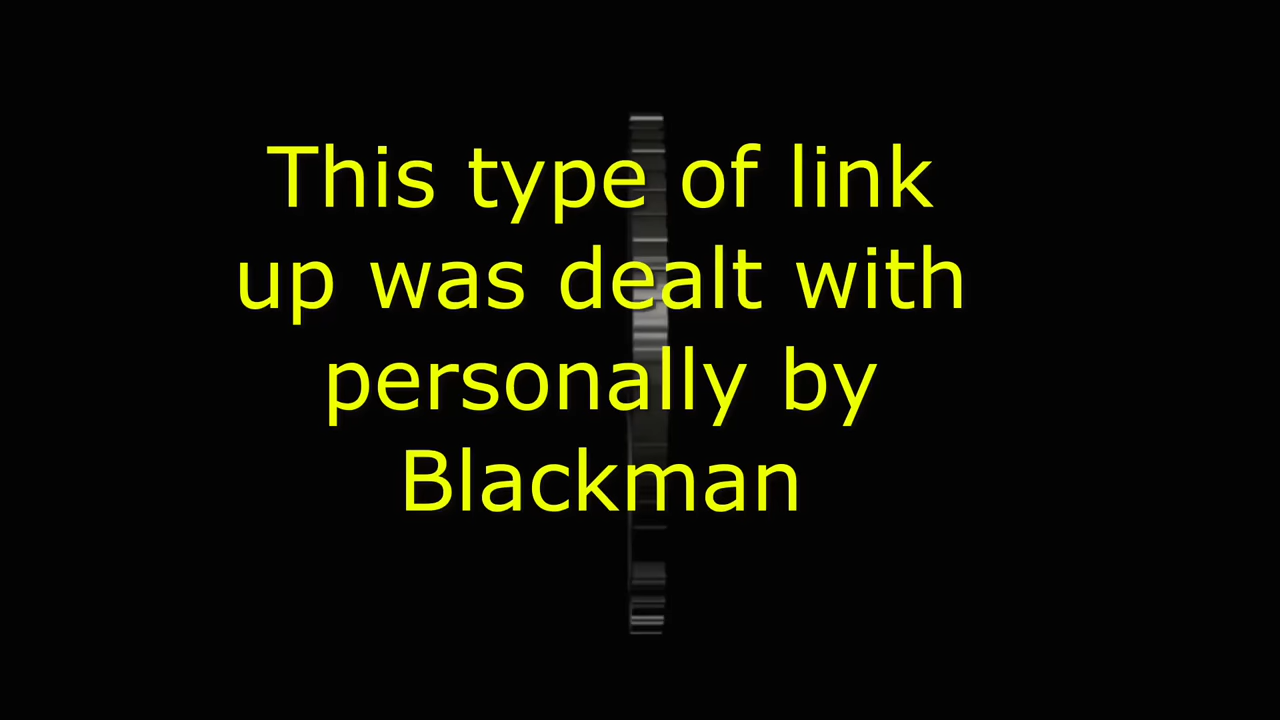 This type of link
up was dealt with
personally by
Blackman